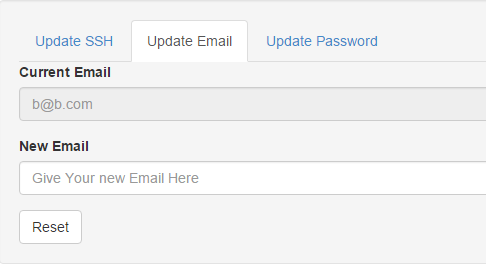 Update SSH Update Email Update Password
Current Email
b@b.com
New Email
Give Your new Email Here
Reset